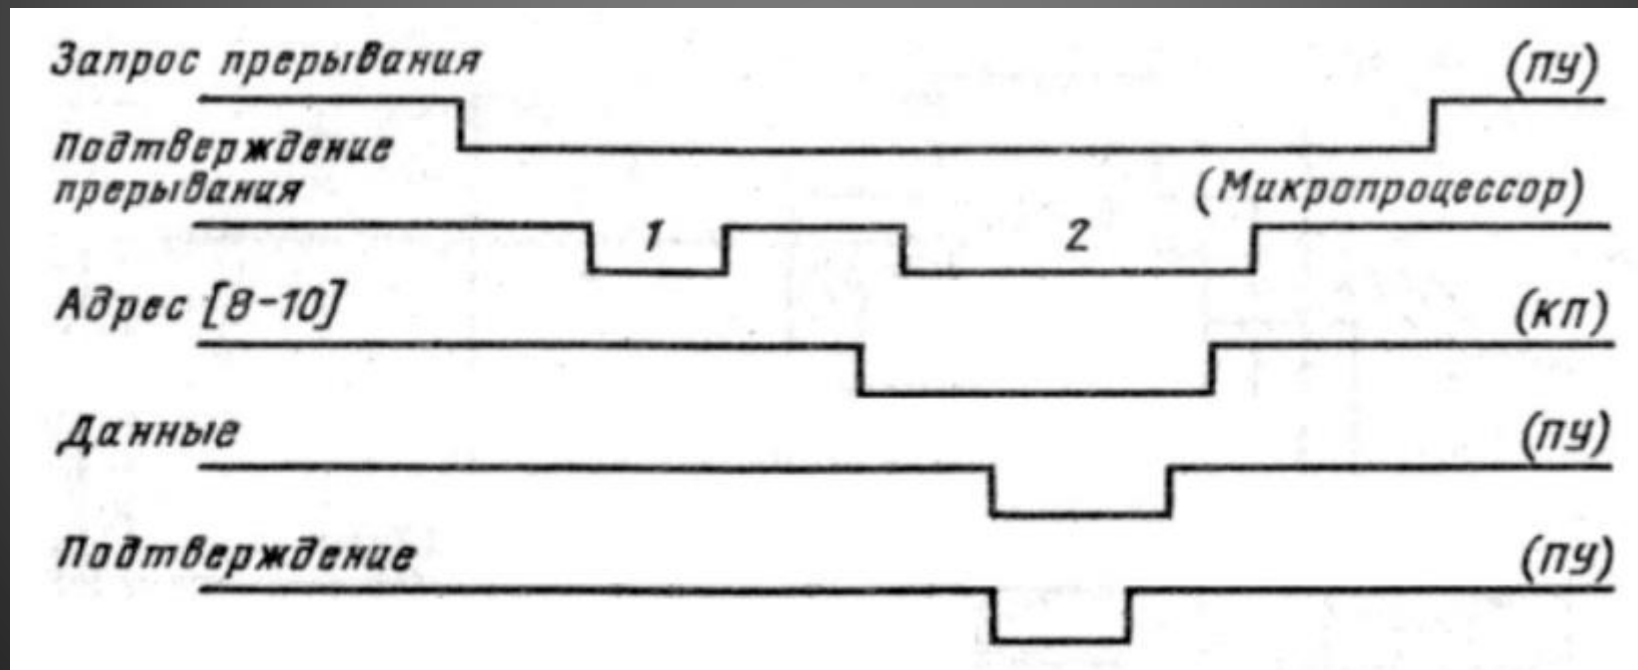 Запрос прерывания (ПУ)
Подтверждение
прерывания (Микропроцессор)
1 2
Адрес [8-10] (КП)
Данные (ПУ)
Подтверждение (ПУ)